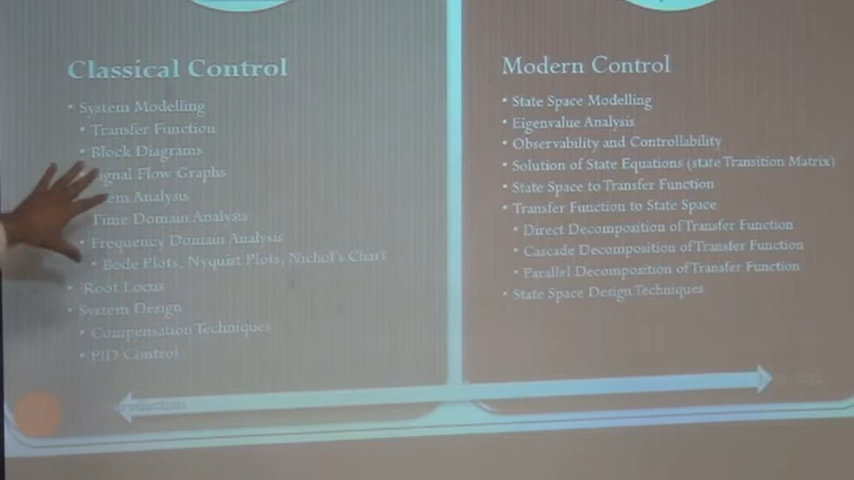 Classical Control
• System Modelling
• Transfer Function
• Block Diagrams
ignal Flow Graphs
em Analysis
Time Domain Analysis
• Frequency Domain Analysis
• Bode Plots, Nyquist Plots, Nichol's Chart
• Root Locus
• System Design
• Compensation Techniques
• PID Control
Modern Control
• State Space Modelling
• Eigenvalue Analysis
• Observability and Controllability
• Solution of State Equations (state Transition Matrix)
• State Space to Transfer Function
• Transfer Function to State Space
• Direct Decomposition of Transfer Function
• Cascade Decomposition of Transfer Function
• Parallel Decomposition of Transfer Function
• State Space Design Techniques